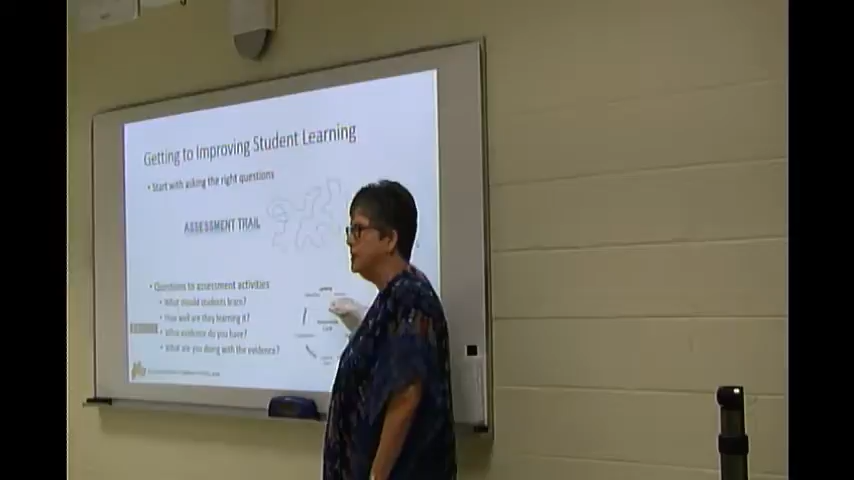 Getting to Improving Student Learning
• Start with asking the right questions
ASSESSMENT TRAIL
• Questions to assessment activities
• What should students learn?
• How well are they learning it?
• What evidence do you have?
• What are you doing with the evidence?